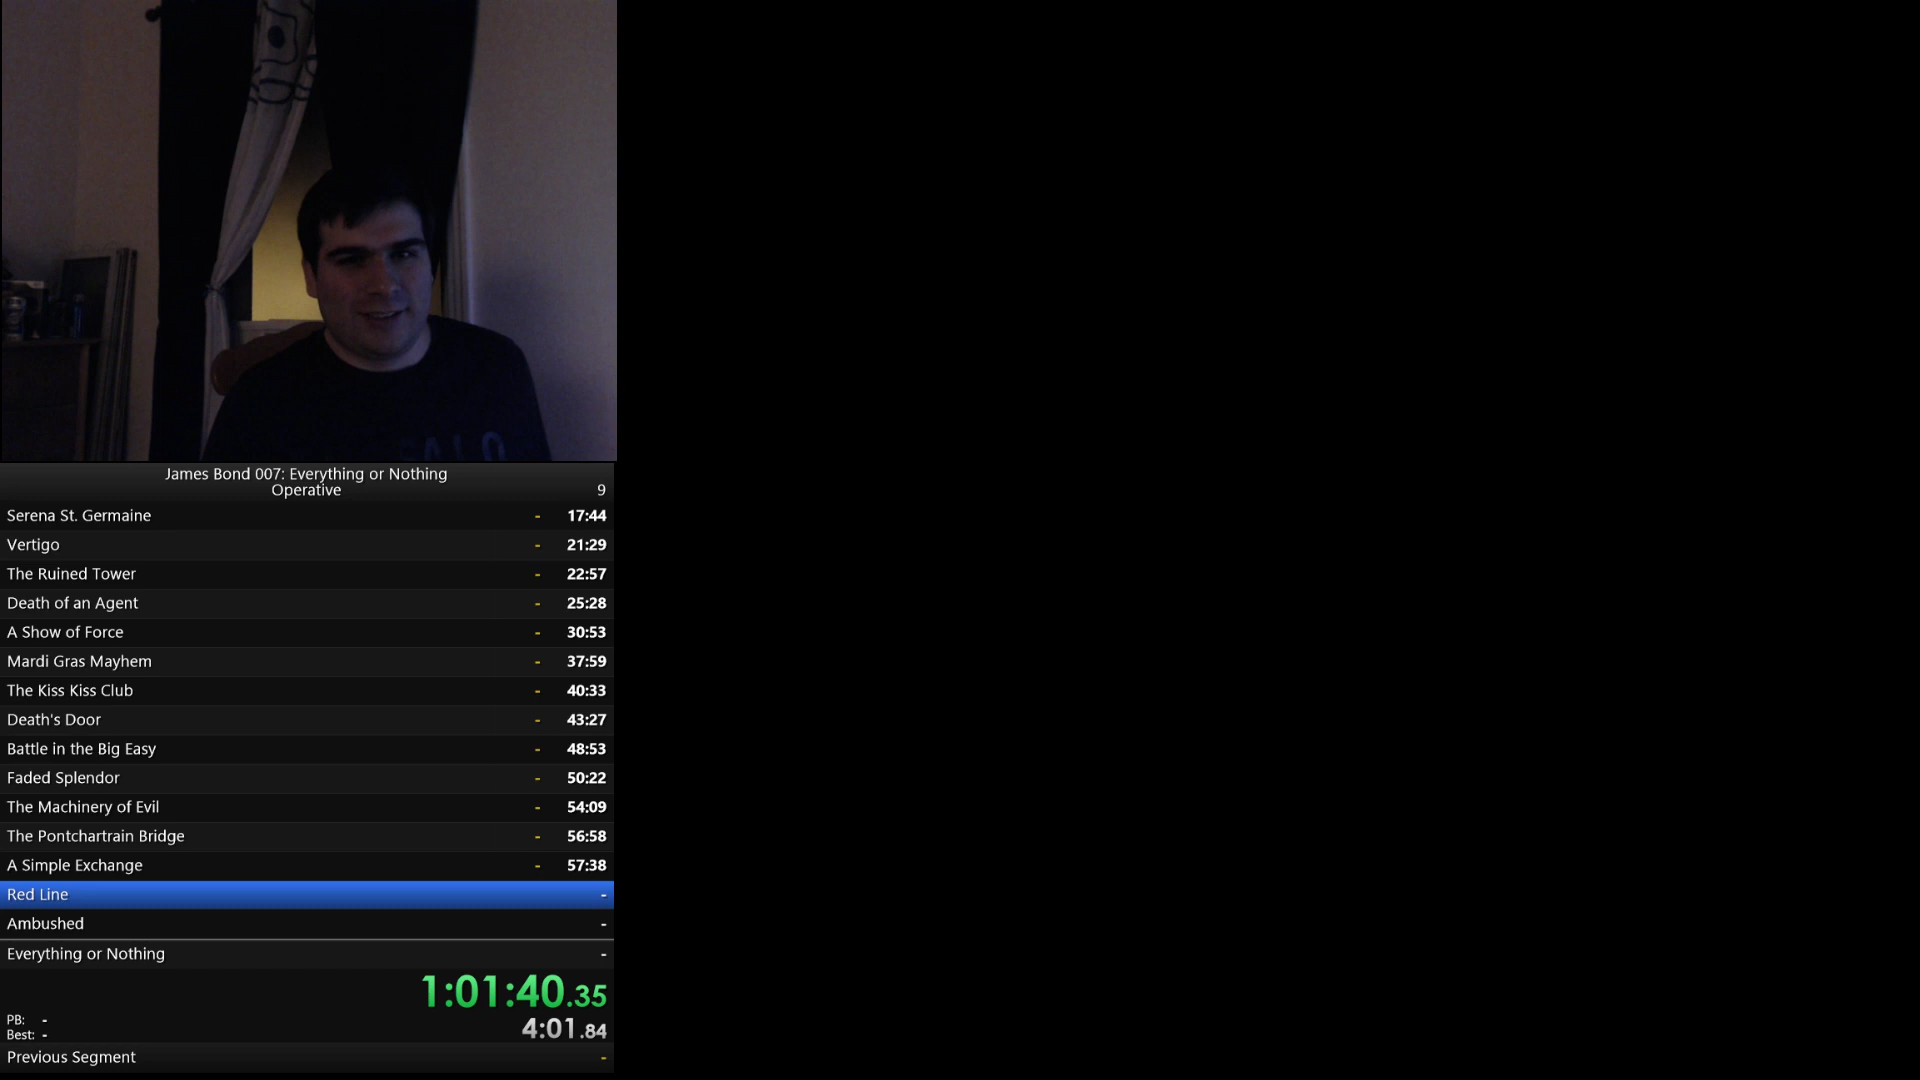 James Bond 007: Everything or Nothing
Operative 9
Serena St. Germaine - 17:44
Vertigo - 21:29
The Ruined Tower - 22:57
Death of an Agent - 25:28
A Show of Force - 30:53
Mardi Gras Mayhem - 37:59
The Kiss Kiss Club - 40:33
Death's Door - 43:27
Battle in the Big Easy - 48:53
Faded Splendor - 50:22
The Machinery of Evil - 54:09
The Pontchartrain Bridge - 56:58
A Simple Exchange - 57:38
Red Line -
Ambushed -
Everything or Nothing -
1:01:40.35
PB: -
Best: - 4:01.84
Previous Segment -